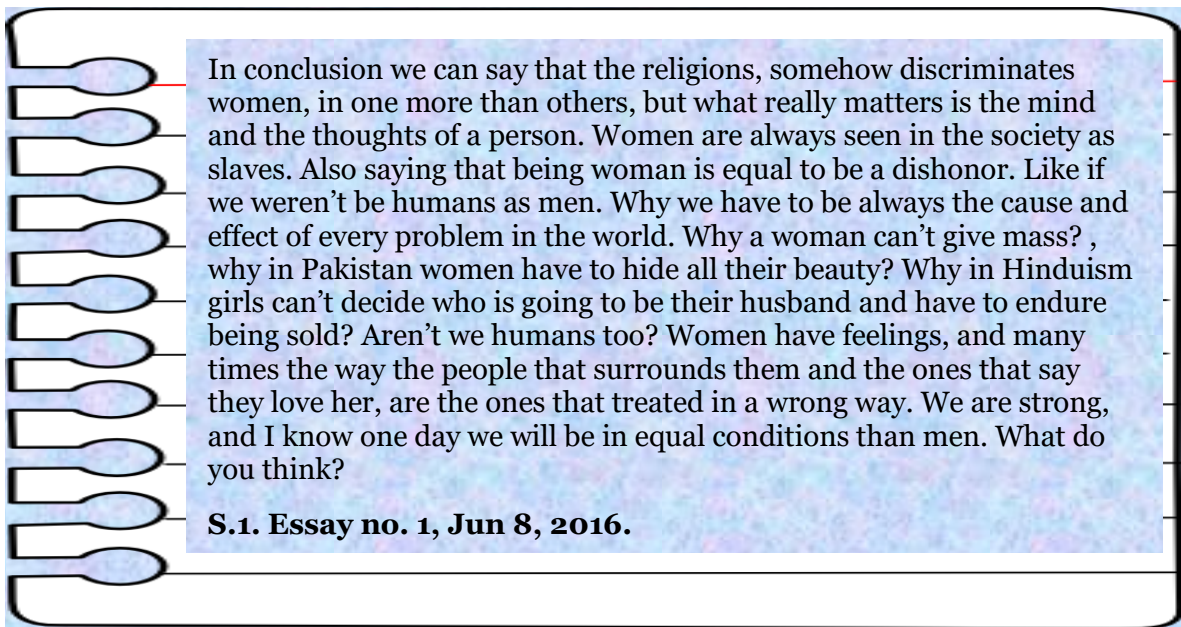 In conclusion we can say that the religions, somehow discriminates
women, in one more than others, but what really matters is the mind
and the thoughts of a person. Women are always seen in the society as
slaves. Also saying that being woman is equal to be a dishonor. Like if
we weren’t be humans as men. Why we have to be always the cause and
effect of every problem in the world. Why a woman can’t give mass? ,
why in Pakistan women have to hide all their beauty? Why in Hinduism
girls can’t decide who is going to be their husband and have to endure
being sold? Aren’t we humans too? Women have feelings, and many
times the way the people that surrounds them and the ones that say
they love her, are the ones that treated in a wrong way. We are strong,
and I know one day we will be in equal conditions than men. What do
you think?
S.1. Essay no. 1, Jun 8, 2016.